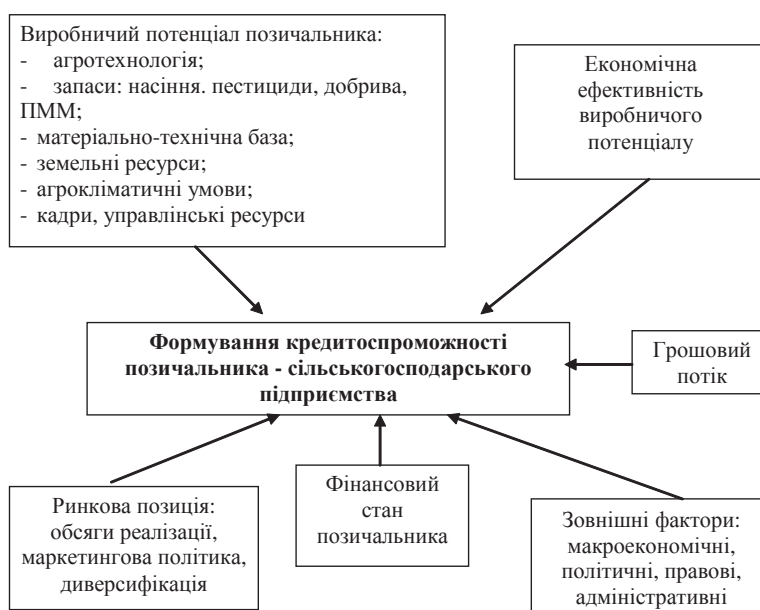 Виробничий потенціал позичальника:
- агротехнологія;
- запаси: насіння. пестициди, добрива,
ПММ;
- матеріально-технічна база;
- земельні ресурси;
- агрокліматичні умови;
- кадри, управлінські ресурси
Економічна
ефективність
виробничого
потенціалу
Формування кредитоспроможності
позичальника - сільськогосподарського
підприємства
Грошовий
потік
Ринкова позиція:
обсяги реалізації,
маркетингова політика,
диверсифікація
Фінансовий
стан
позичальника
Зовнішні фактори:
макроекономічні,
політичні, правові,
адміністративні